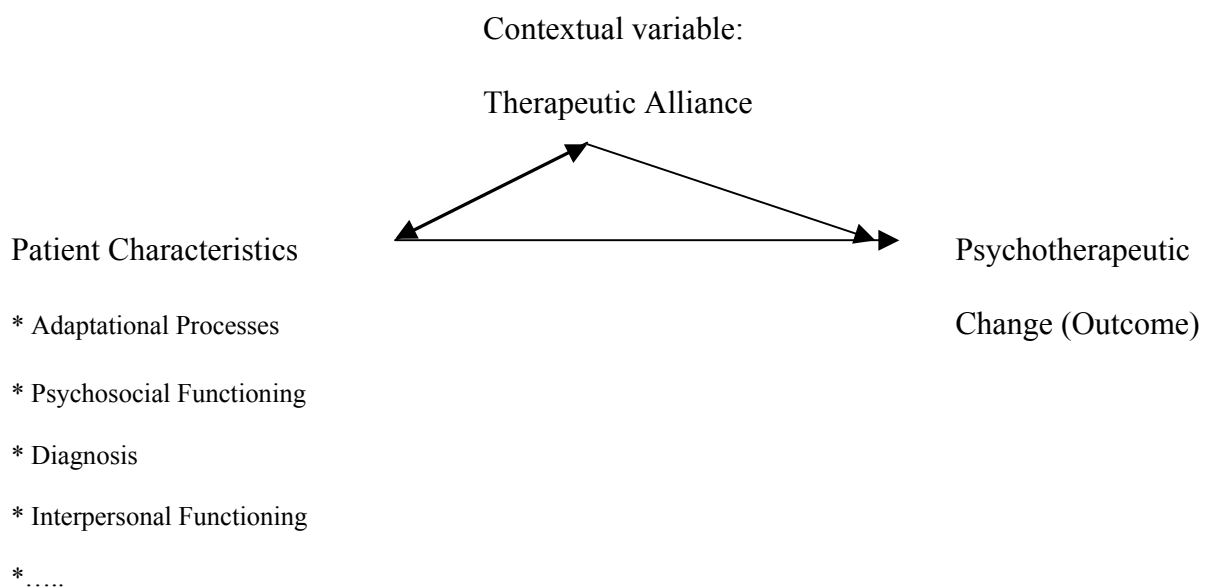 Contextual variable:
Therapeutic Alliance
Patient Characteristics
* Adaptational Processes
* Psychosocial Functioning
* Diagnosis
* Interpersonal Functioning
*…..
Psychotherapeutic
Change (Outcome)